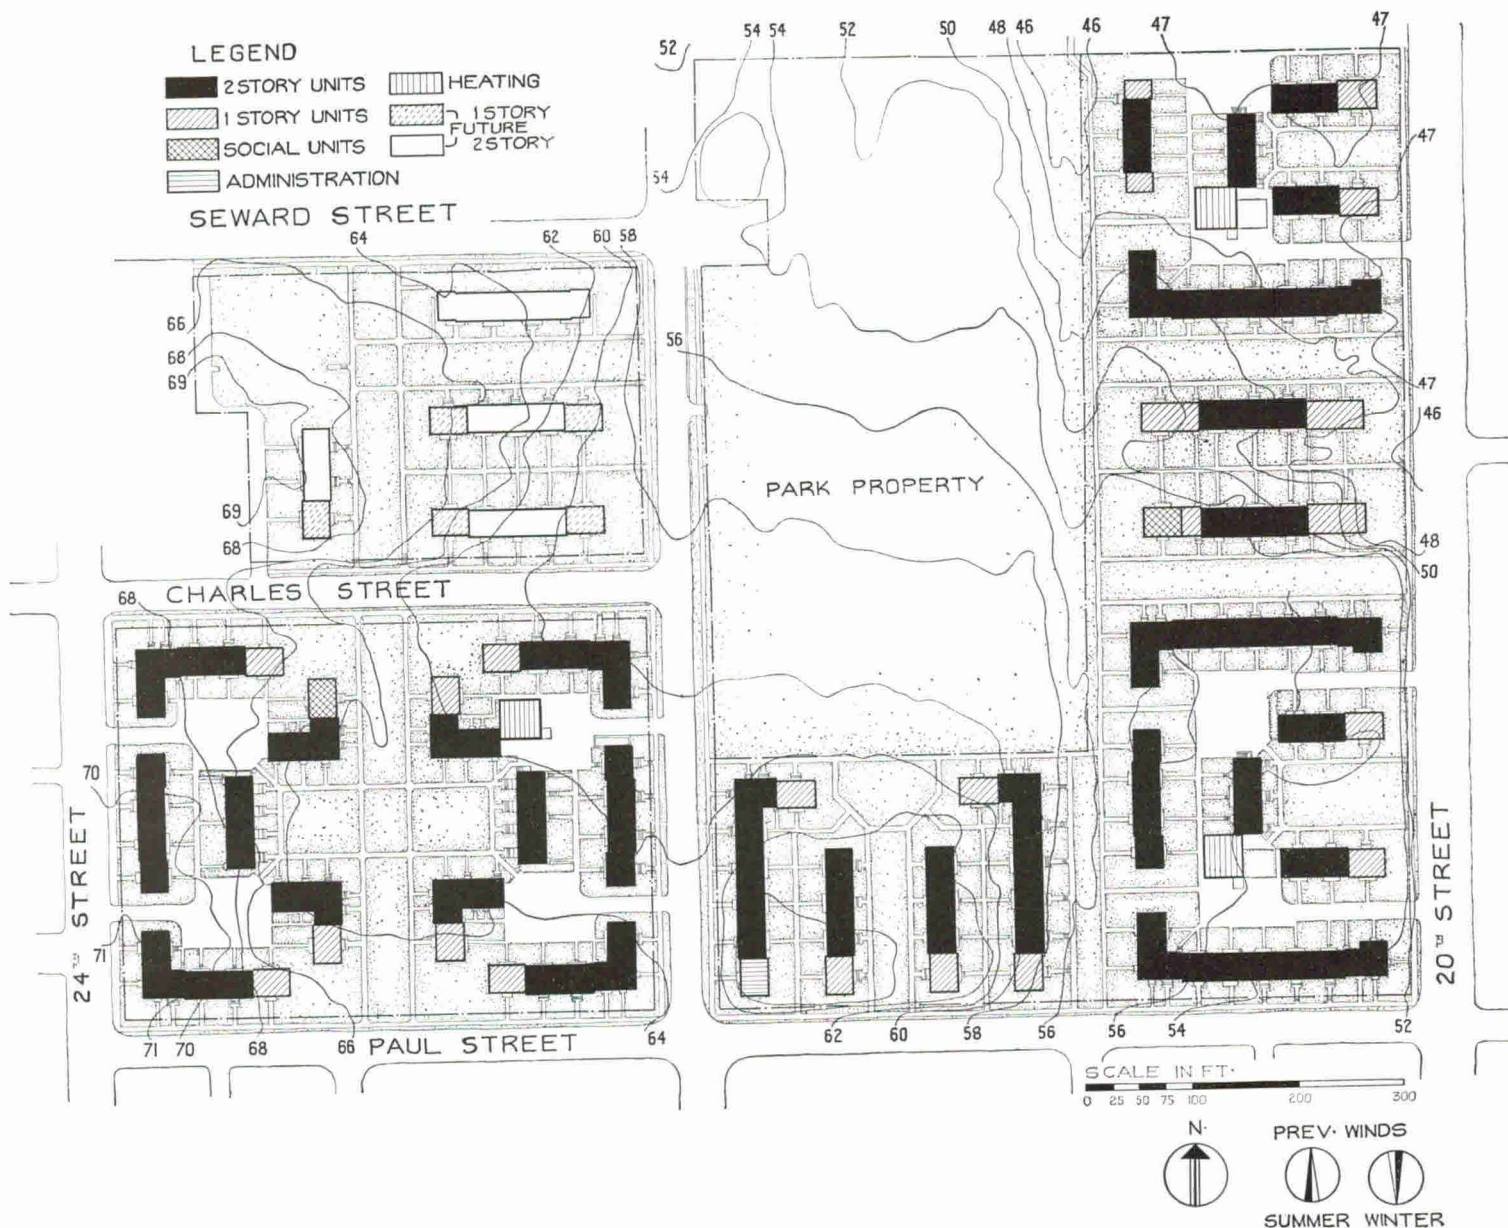 LEGEND
2 STORY UNITS
HEATING
1 STORY UNITS
1 STORY
FUTURE
SOCIAL UNITS
2 STORY
ADMINISTRATION
SEWARD STREET
52
54
54
52
50
48
46
46
47
47
54
47
64
62
60
58
66
68
69
56
47
46
PARK PROPERTY
69
68
48
50
CHARLES STREET
68
70
24TH STREET
20TH STREET
71
71
70
68
66
PAUL STREET
64
62
60
58
56
56
54
52
SCALE IN FT.
0 25 50 75 100 200 300
N.
PREV. WINDS
SUMMER WINTER